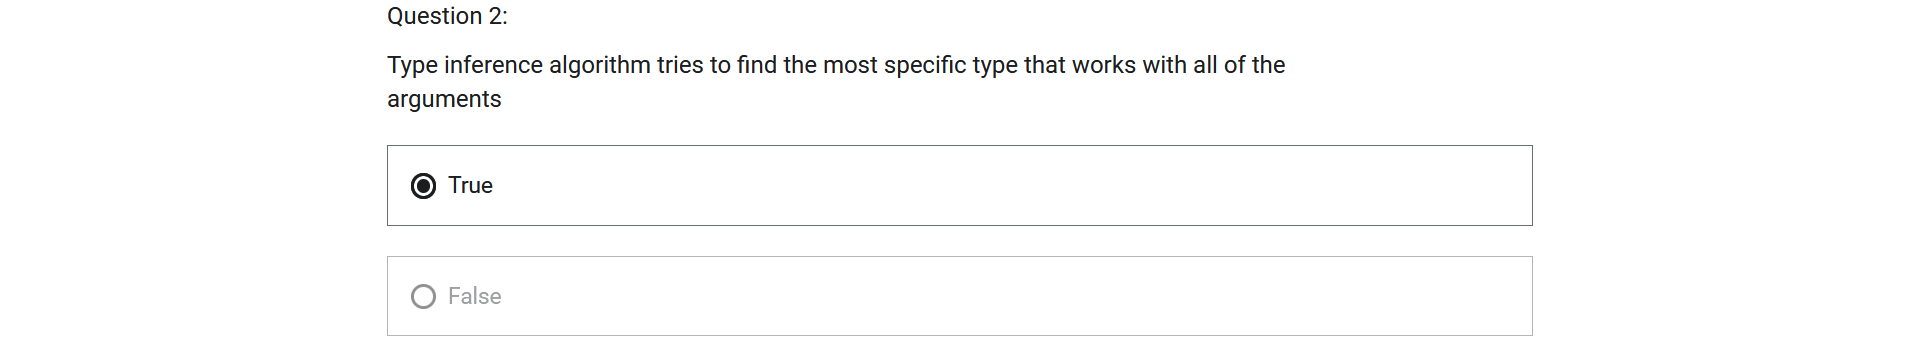 Question 2:
Type inference algorithm tries to find the most specific type that works with all of the
arguments
True
False